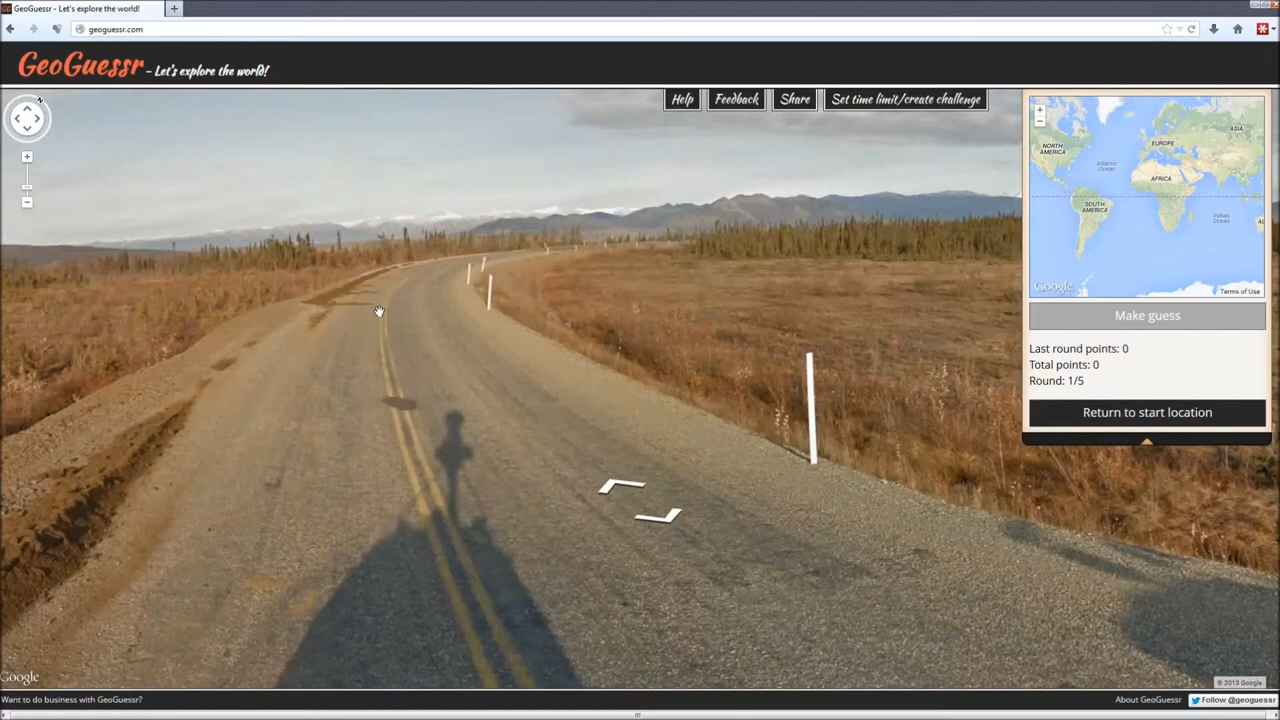 GeoGuessr - Let's explore the world!
geoguessr.com
GeoGuessr - Let's explore the world!
Help
Feedback
Share
Set time limit/create challenge
NORTH AMERICA
Atlantic Ocean
EUROPE
ASIA
AFRICA
SOUTH AMERICA
Indian Ocean
Google
Terms of Use
Make guess
Last round points: 0
Total points: 0
Round: 1/5
Return to start location
Google
© 2013 Google
Want to do business with GeoGuessr?
About GeoGuessr
Follow @geoguessr